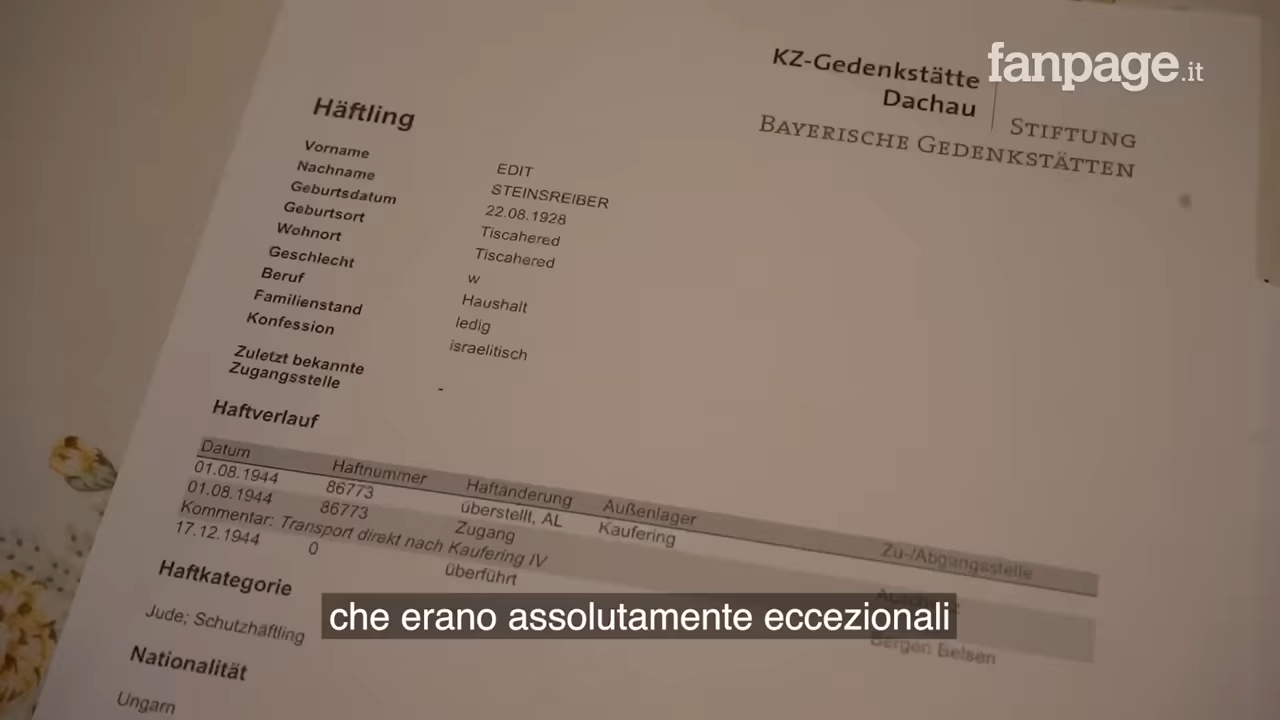 fanpage.it
KZ-Gedenkstätte
Dachau
STIFTUNG
BAYERISCHE GEDENKSTÄTTEN
Häftling
Vorname EDIT
Nachname STEINSREIBER
Geburtsdatum 22.08.1928
Geburtsort Tiscahered
Wohnort Tiscahered
Geschlecht w
Beruf Haushalt
Familienstand ledig
Konfession israelitisch
Zuletzt bekannte
Zugangsstelle -
Haftverlauf
Datum Haftnummer Haftänderung Außenlager Zu-/Abgangsstelle
01.08.1944 86773 überstellt, AL Kaufering
01.08.1944 86773 Zugang
Kommentar: Transport direkt nach Kaufering IV
17.12.1944 0 überführt Bergen Belsen
Haftkategorie
Jude; Schutzhäftling
Nationalität
Ungarn
che erano assolutamente eccezionali